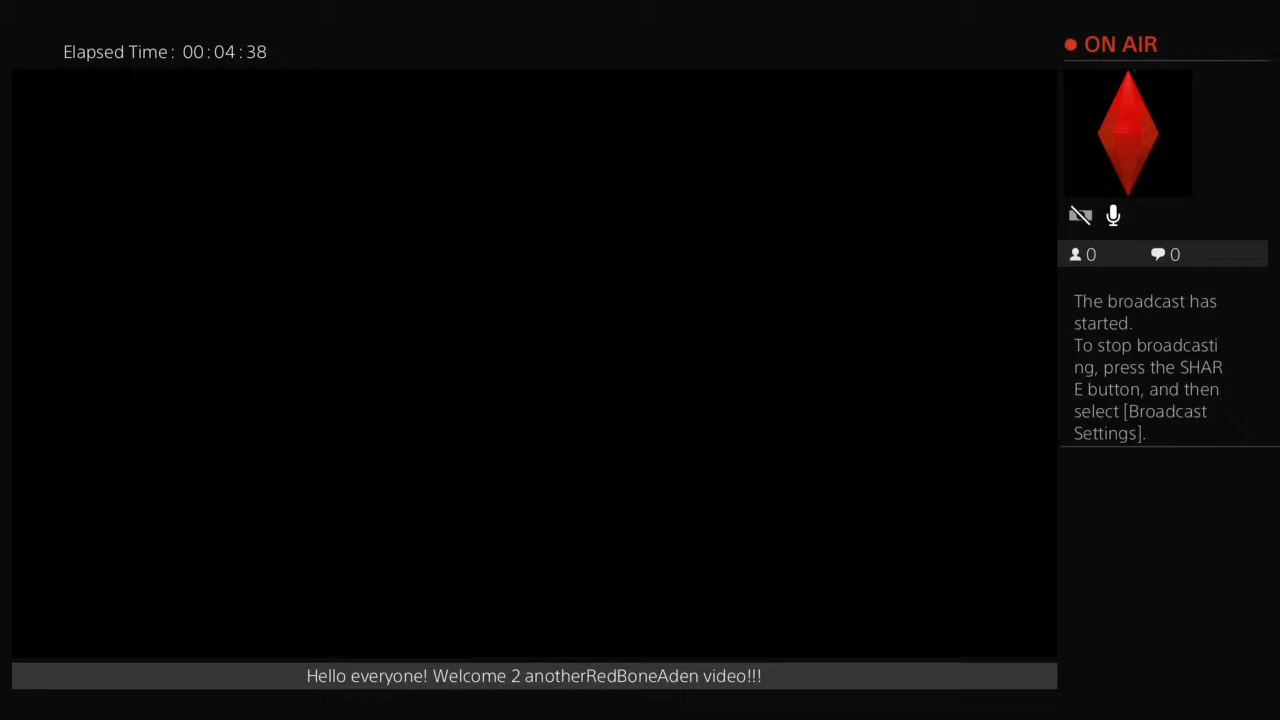 Elapsed Time: 00:04:38
ON AIR
0 0
The broadcast has
started.
To stop broadcasti
ng, press the SHAR
E button, and then
select [Broadcast
Settings].
Hello everyone! Welcome 2 anotherRedBoneAden video!!!